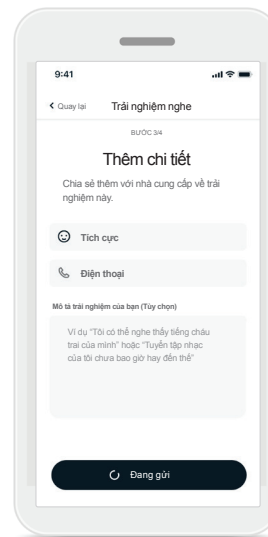 9:41
Quay lại Trải nghiệm nghe
BƯỚC 3/4
Thêm chi tiết
Chia sẻ thêm với nhà cung cấp về trải
nghiệm này.
Tích cực
Điện thoại
Mô tả trải nghiệm của bạn (Tùy chọn)
Ví dụ “Tôi có thể nghe thấy tiếng cháu
trai của mình” hoặc “Tuyển tập nhạc
của tôi chưa bao giờ hay đến thế”
Đang gửi